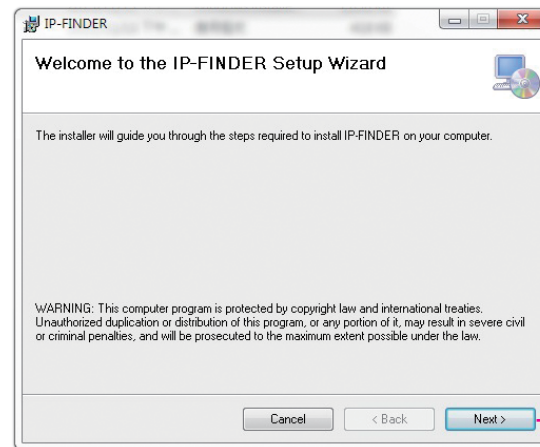 IP-FINDER
Welcome to the IP-FINDER Setup Wizard
The installer will guide you through the steps required to install IP-FINDER on your computer.
WARNING: This computer program is protected by copyright law and international treaties.
Unauthorized duplication or distribution of this program, or any portion of it, may result in severe civil
or criminal penalties, and will be prosecuted to the maximum extent possible under the law.
Cancel
< Back
Next >